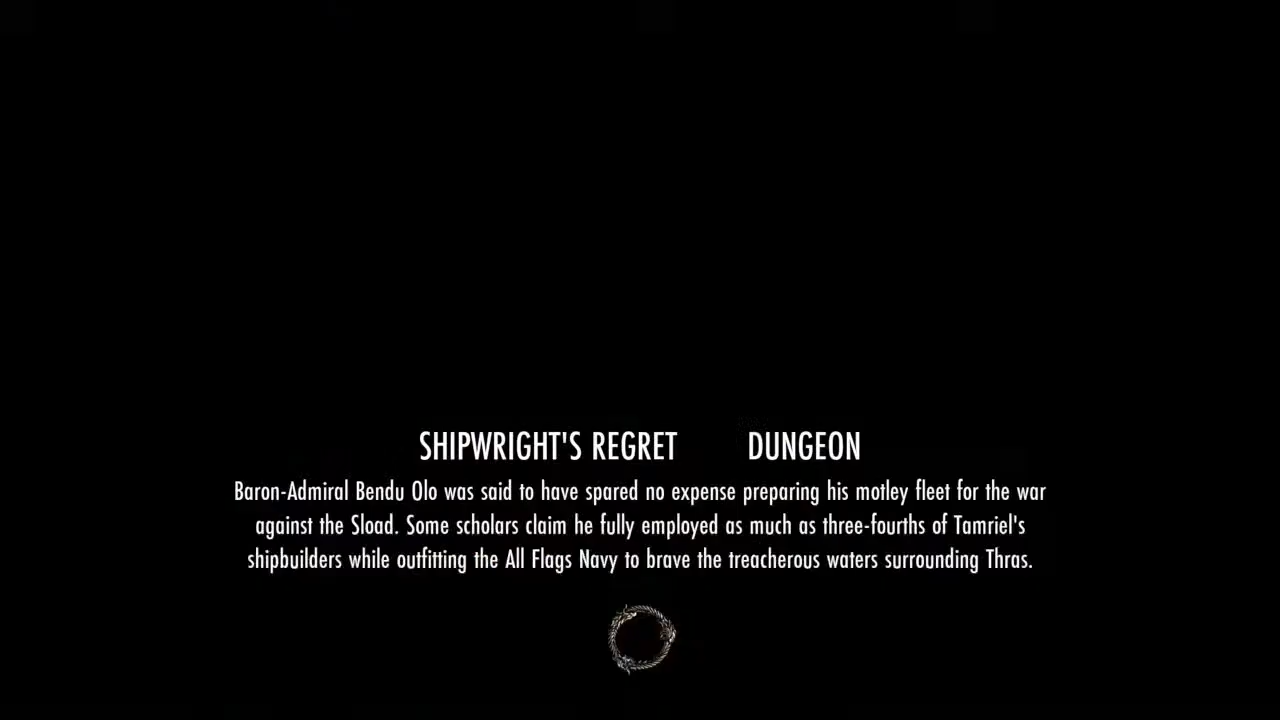 SHIPWRIGHT'S REGRET DUNGEON
Baron-Admiral Bendu Olo was said to have spared no expense preparing his motley fleet for the war
against the Sload. Some scholars claim he fully employed as much as three-fourths of Tamriel's
shipbuilders while outfitting the All Flags Navy to brave the treacherous waters surrounding Thras.